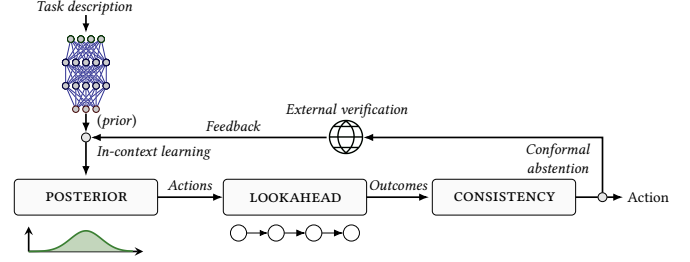 Task description
(prior)
External verification
Feedback
In-context learning
Conformal
abstention
POSTERIOR
Actions
LOOKAHEAD
Outcomes
CONSISTENCY
Action